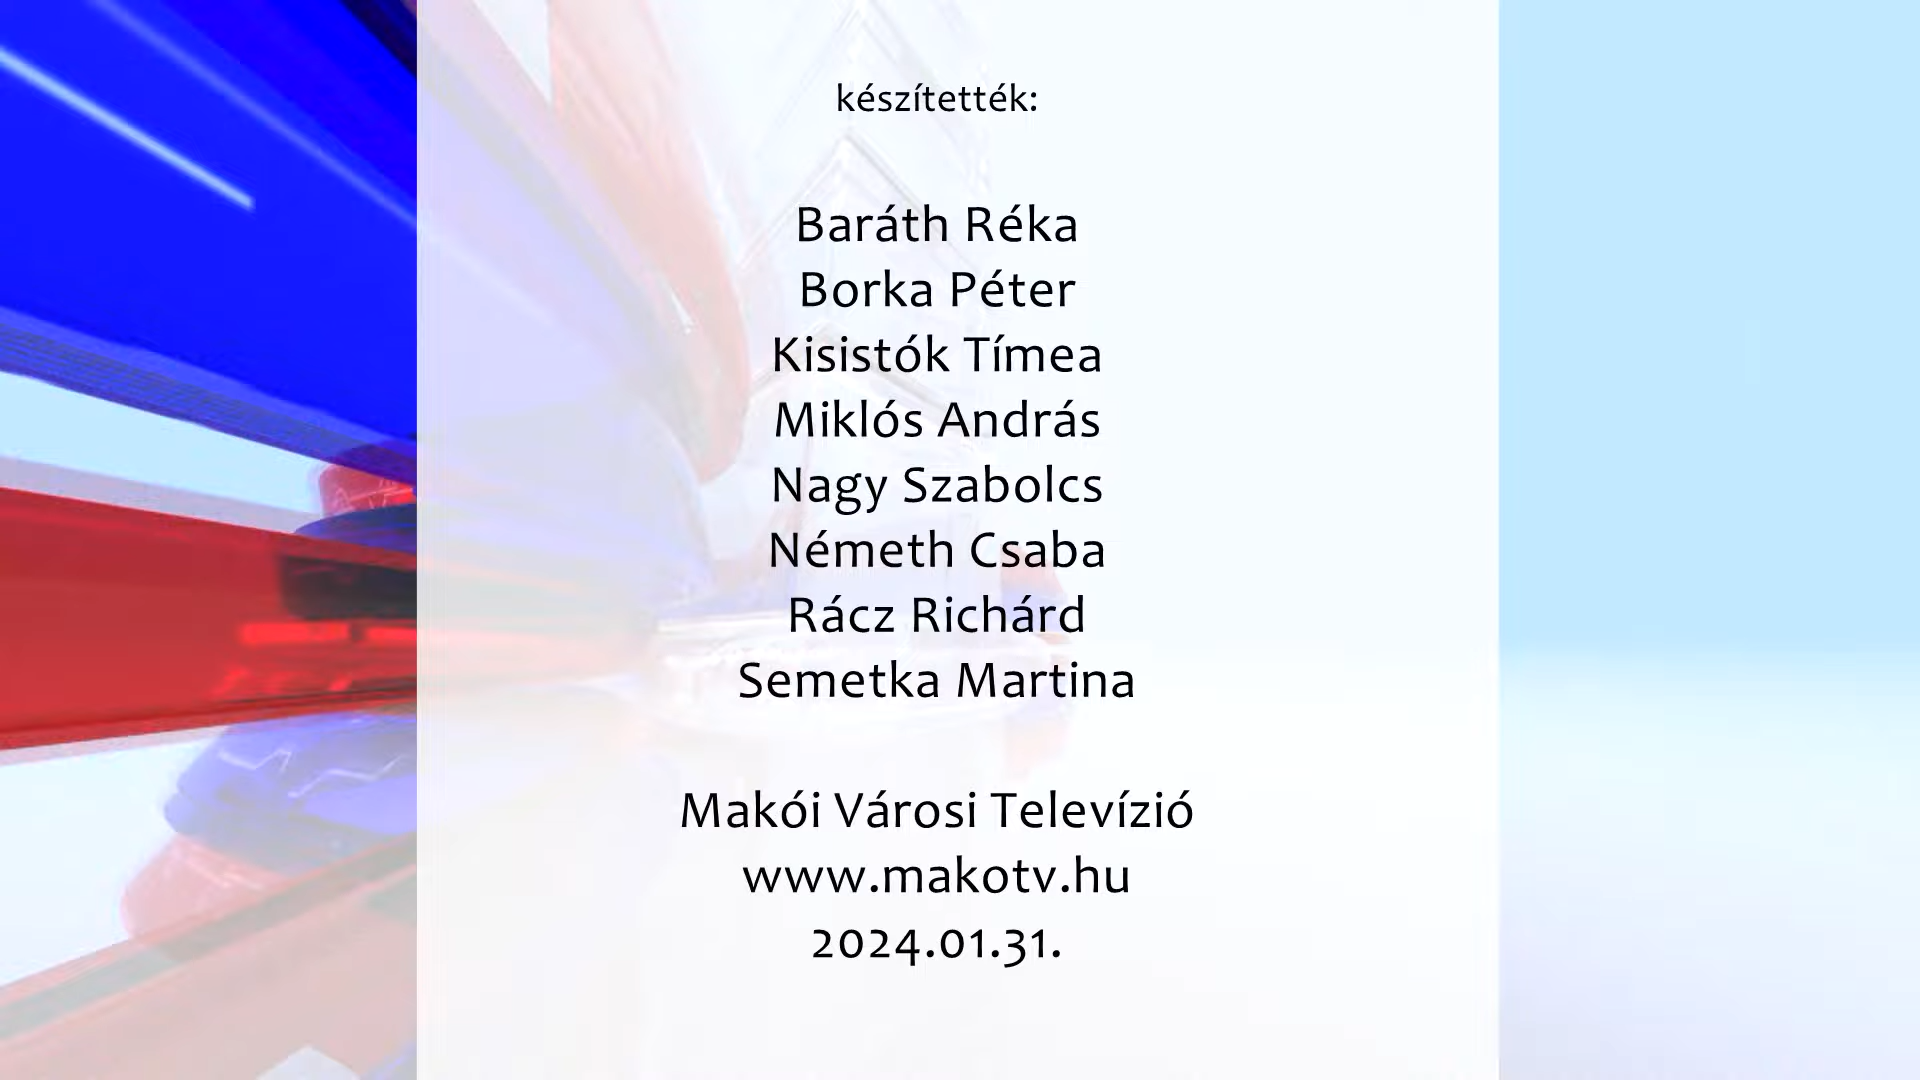 készítették:
Baráth Réka
Borka Péter
Kisistók Tímea
Miklós András
Nagy Szabolcs
Németh Csaba
Rácz Richárd
Semetka Martina
Makói Városi Televízió
www.makotv.hu
2024.01.31.